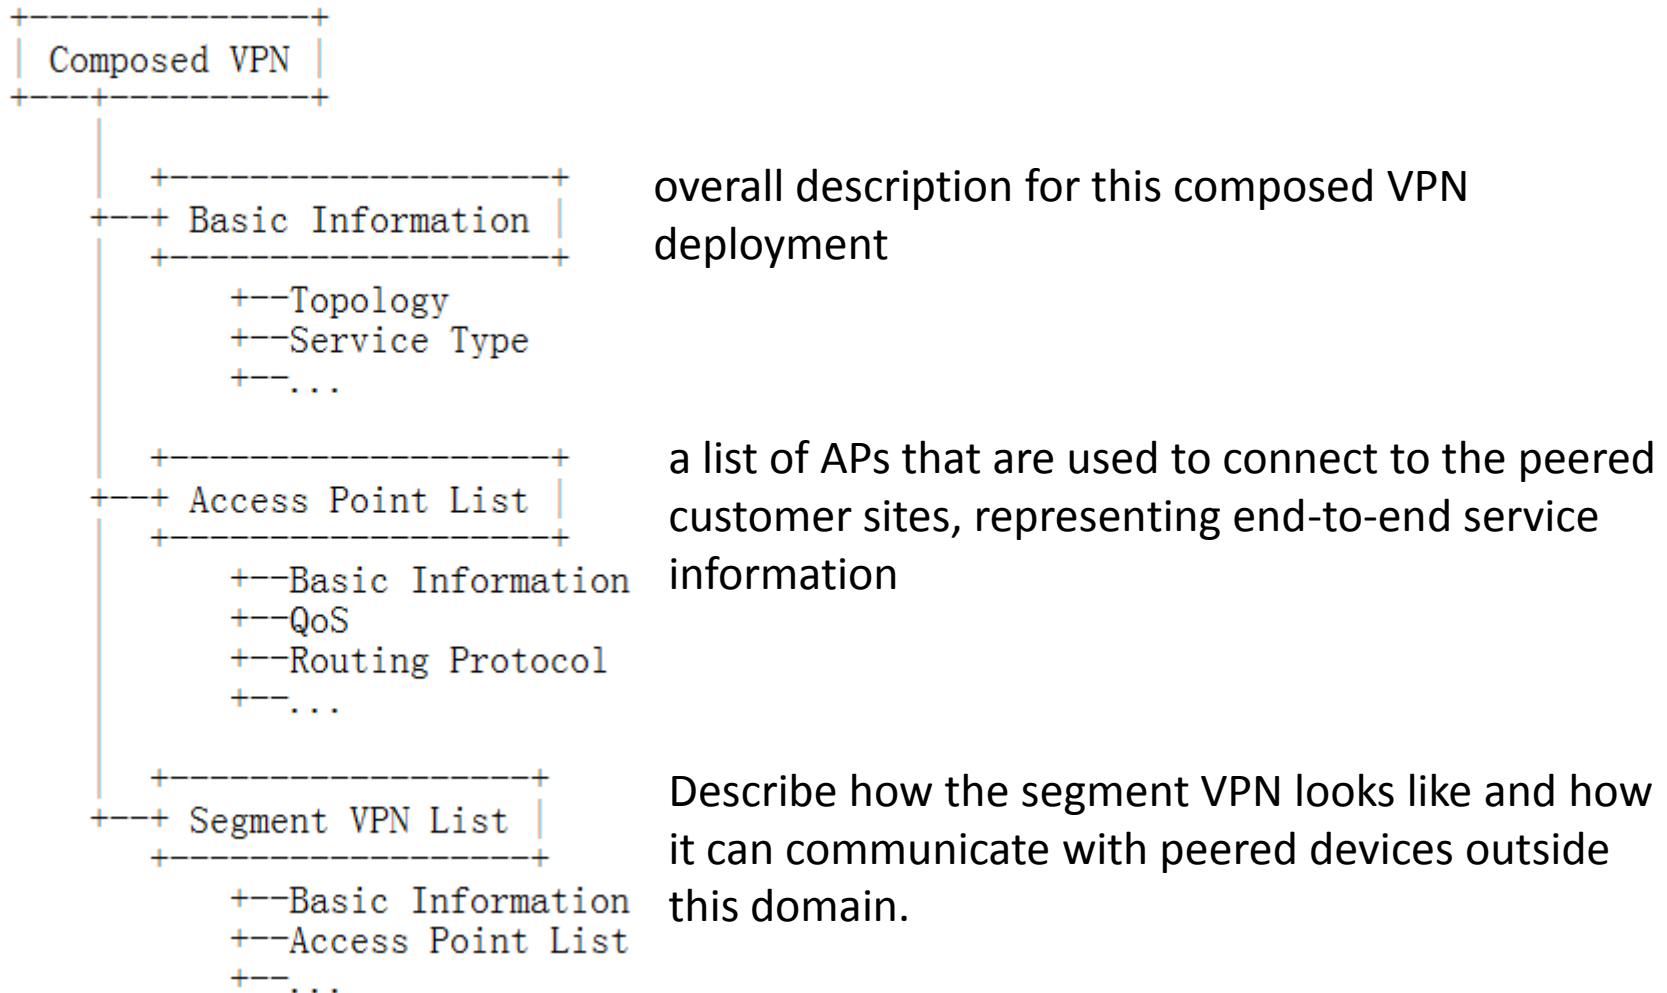 +--------------+
| Composed VPN |
+---+----------+
|
| +-------------------+
+--+ Basic Information |
| +-------------------+
overall description for this composed VPN
deployment
+--Topology
+--Service Type
+--...
| +-------------------+
+--+ Access Point List |
| +-------------------+
a list of APs that are used to connect to the peered
customer sites, representing end-to-end service
information
+--Basic Information
+--QoS
+--Routing Protocol
+--...
| +------------------+
+--+ Segment VPN List |
+------------------+
Describe how the segment VPN looks like and how
it can communicate with peered devices outside
this domain.
+--Basic Information
+--Access Point List
+--...